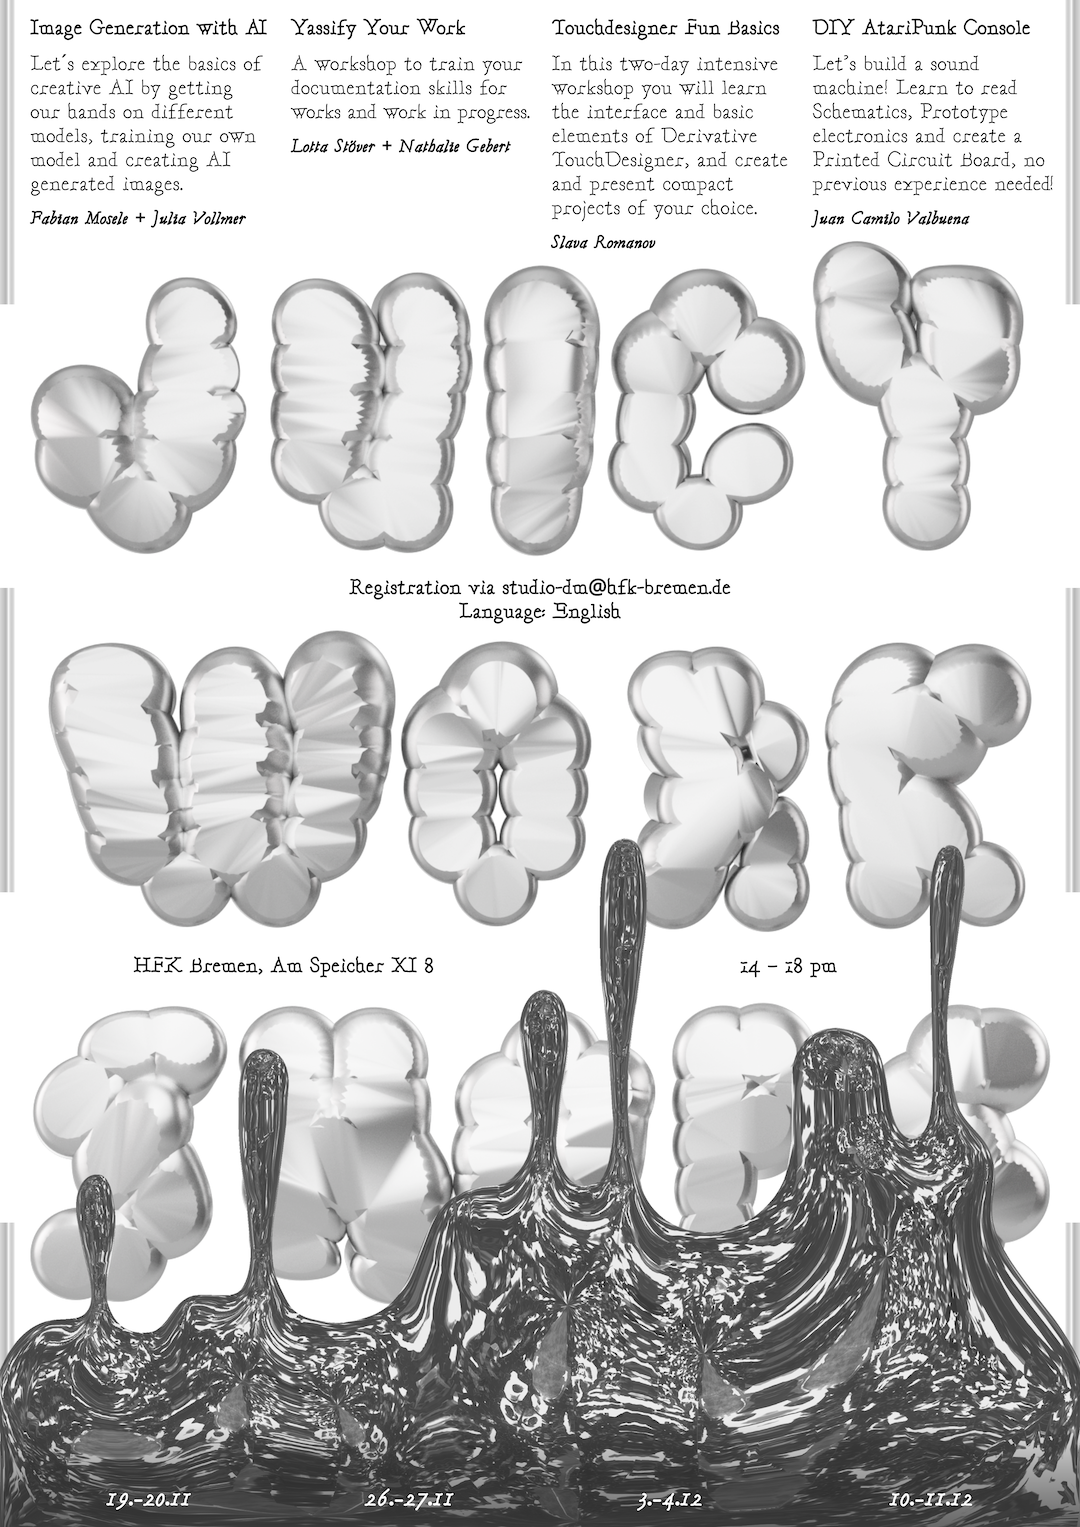 Image Generation with AI
Let´s explore the basics of
creative AI by getting
our hands on different
models, training our own
model and creating AI
generated images.
Fabian Mosele + Julia Vollmer
Yassify Your Work
A workshop to train your
documentation skills for
works and work in progress.
Lotta Stöver + Nathalie Gebert
Touchdesigner Fun Basics
In this two-day intensive
workshop you will learn
the interface and basic
elements of Derivative
TouchDesigner, and create
and present compact
projects of your choice.
Slava Romanov
DIY AtariPunk Console
Let's build a sound
machine! Learn to read
Schematics, Prototype
electronics and create a
Printed Circuit Board, no
previous experience needed!
Juan Camilo Valbuena
JUICY
Registration via studio-dm@hfk-bremen.de
Language: English
WORK
HFK Bremen, Am Speicher XI 8
14 – 18 pm
SHOPS
19.-20.11
26.-27.11
3.-4.12
10.-11.12